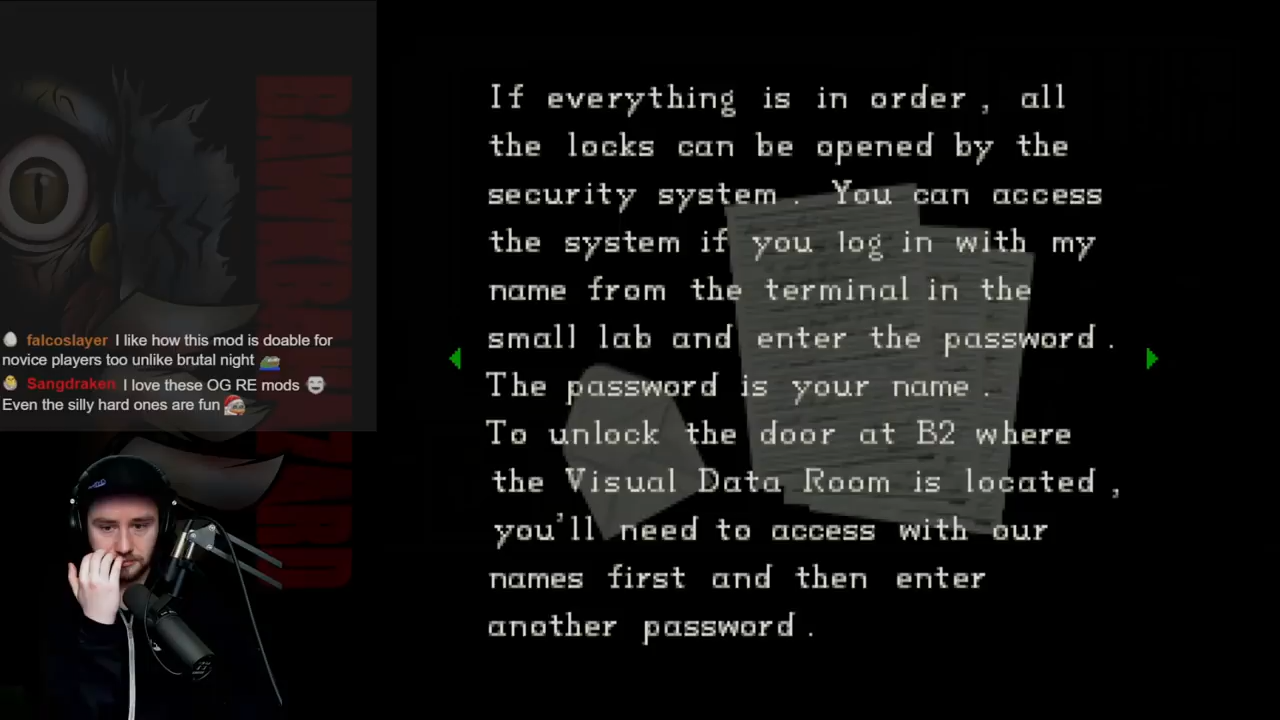 falcoslayer I like how this mod is doable for
novice players too unlike brutal night
Sangdraken I love these OG RE mods
Even the silly hard ones are fun
If everything is in order, all
the locks can be opened by the
security system. You can access
the system if you log in with my
name from the terminal in the
small lab and enter the password.
The password is your name.
To unlock the door at B2 where
the Visual Data Room is located,
you'll need to access with our
names first and then enter
another password.